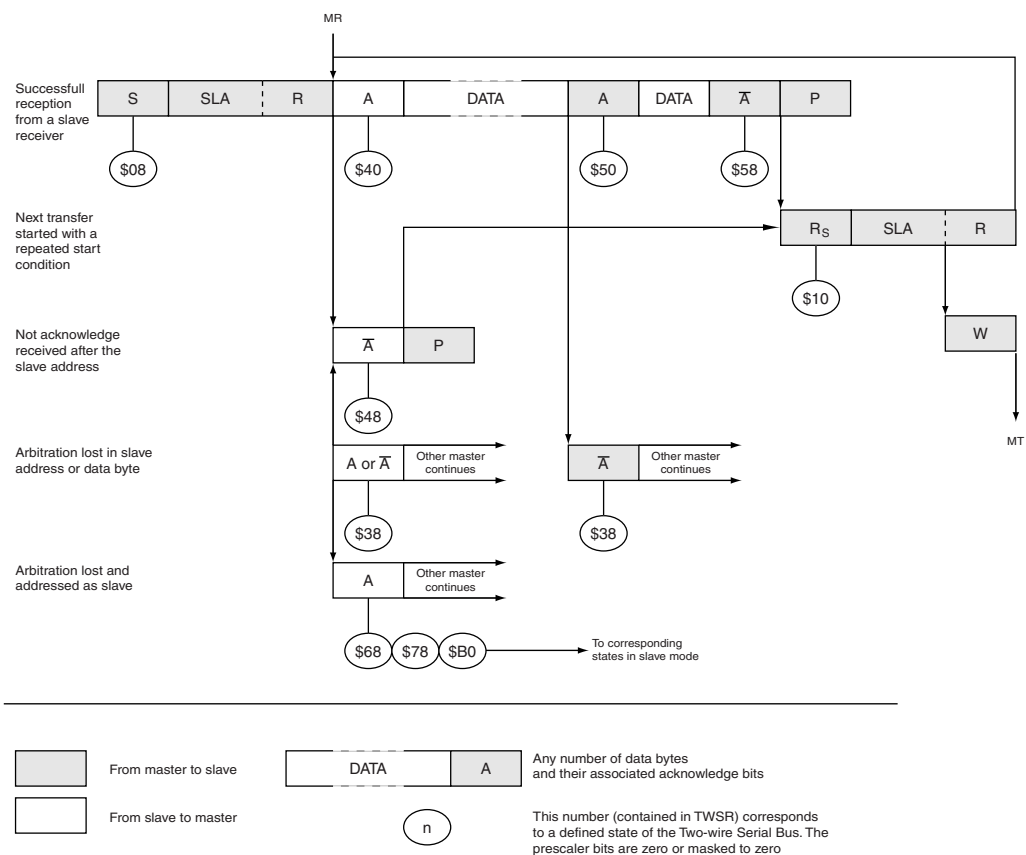 MR
Successfull
reception
from a slave
receiver
S SLA R A DATA A DATA A̅ P
$08 $40 $50 $58
Next transfer
started with a
repeated start
condition
RS SLA R
$10
Not acknowledge
received after the
slave address
A̅ P
W
$48
MT
Arbitration lost in slave
address or data byte
A or A̅
Other master
continues
A̅
Other master
continues
$38 $38
Arbitration lost and
addressed as slave
A
Other master
continues
$68 $78 $B0
To corresponding
states in slave mode
From master to slave
DATA A
Any number of data bytes
and their associated acknowledge bits
From slave to master
n
This number (contained in TWSR) corresponds
to a defined state of the Two-wire Serial Bus. The
prescaler bits are zero or masked to zero